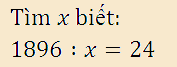 Tìm x biết:
1896 : x = 24